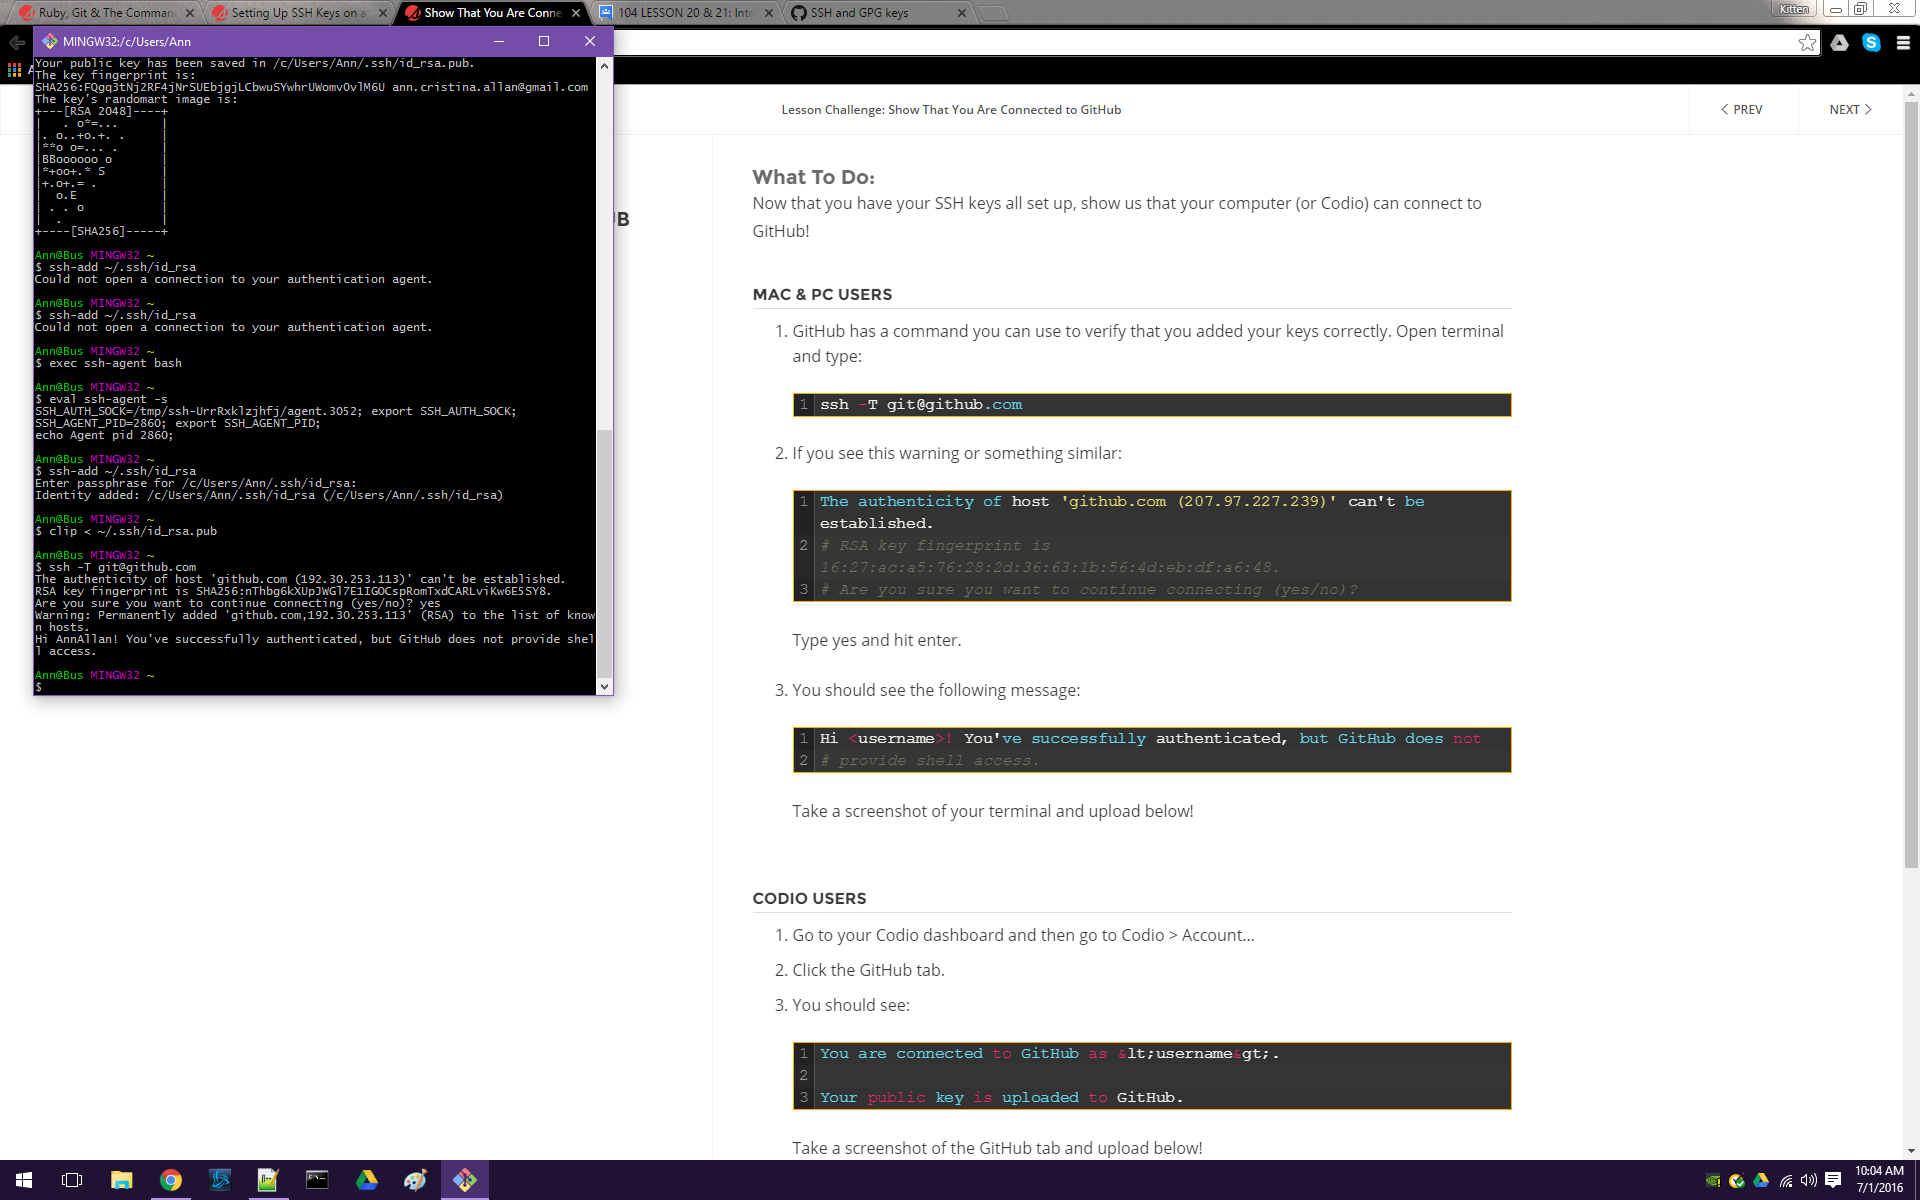 Ruby, Git & The Comman
Setting Up SSH Keys on a
Show That You Are Conne
104 LESSON 20 & 21: Intr
SSH and GPG keys
Kitten
MINGW32:/c/Users/Ann
Your public key has been saved in /c/Users/Ann/.ssh/id_rsa.pub.
The key fingerprint is:
SHA256:FQgq3tNj2RF4jNrSUEbjgjLCbwuSYwhrUWomvOvlM6U ann.cristina.allan@gmail.com
The key's randomart image is:
+---[RSA 2048]----+
|   . o*=...      |
|. o..+o.+. .     |
|**o o=... .      |
|BBoooooo o       |
|*+oo+.* S        |
|+.o+.= .         |
|  o.E            |
| . . o           |
|  .              |
+----[SHA256]-----+
Ann@Bus MINGW32 ~
$ ssh-add ~/.ssh/id_rsa
Could not open a connection to your authentication agent.
Ann@Bus MINGW32 ~
$ ssh-add ~/.ssh/id_rsa
Could not open a connection to your authentication agent.
Ann@Bus MINGW32 ~
$ exec ssh-agent bash
Ann@Bus MINGW32 ~
$ eval ssh-agent -s
SSH_AUTH_SOCK=/tmp/ssh-UrrRxklzjhfj/agent.3052; export SSH_AUTH_SOCK;
SSH_AGENT_PID=2860; export SSH_AGENT_PID;
echo Agent pid 2860;
Ann@Bus MINGW32 ~
$ ssh-add ~/.ssh/id_rsa
Enter passphrase for /c/Users/Ann/.ssh/id_rsa:
Identity added: /c/Users/Ann/.ssh/id_rsa (/c/Users/Ann/.ssh/id_rsa)
Ann@Bus MINGW32 ~
$ clip < ~/.ssh/id_rsa.pub
Ann@Bus MINGW32 ~
$ ssh -T git@github.com
The authenticity of host 'github.com (192.30.253.113)' can't be established.
RSA key fingerprint is SHA256:nThbg6kXUpJWGl7E1IGOCspRomTxdCARLviKw6E5SY8.
Are you sure you want to continue connecting (yes/no)? yes
Warning: Permanently added 'github.com,192.30.253.113' (RSA) to the list of know
n hosts.
Hi AnnAllan! You've successfully authenticated, but GitHub does not provide shel
l access.
Ann@Bus MINGW32 ~
$
UB
Lesson Challenge: Show That You Are Connected to GitHub
PREV
NEXT
What To Do:
Now that you have your SSH keys all set up, show us that your computer (or Codio) can connect to
GitHub!
MAC & PC USERS
1. GitHub has a command you can use to verify that you added your keys correctly. Open terminal
and type:
1 ssh -T git@github.com
2. If you see this warning or something similar:
1 The authenticity of host 'github.com (207.97.227.239)' can't be
established.
2 # RSA key fingerprint is
16:27:ac:a5:76:28:2d:36:63:1b:56:4d:eb:df:a6:48.
3 # Are you sure you want to continue connecting (yes/no)?
Type yes and hit enter.
3. You should see the following message:
1 Hi <username>! You've successfully authenticated, but GitHub does not
2 # provide shell access.
Take a screenshot of your terminal and upload below!
CODIO USERS
1. Go to your Codio dashboard and then go to Codio > Account...
2. Click the GitHub tab.
3. You should see:
1 You are connected to GitHub as &lt;username&gt;.
2
3 Your public key is uploaded to GitHub.
Take a screenshot of the GitHub tab and upload below!
10:04 AM
7/1/2016